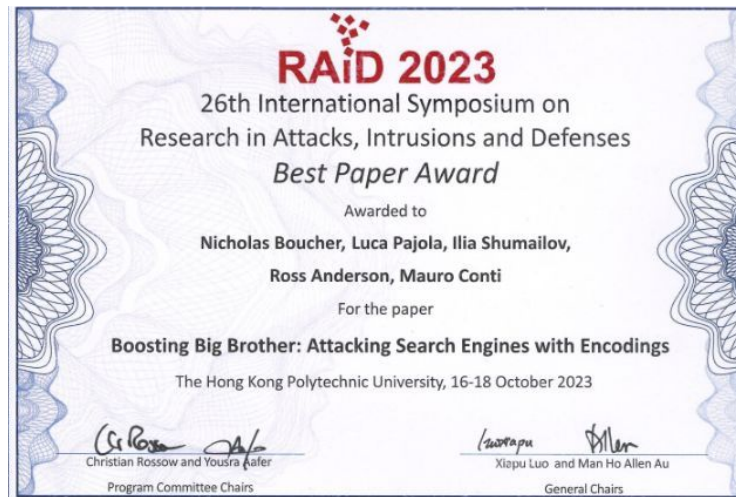 RAiD 2023
26th International Symposium on
Research in Attacks, Intrusions and Defenses
Best Paper Award
Awarded to
Nicholas Boucher, Luca Pajola, Ilia Shumailov,
Ross Anderson, Mauro Conti
For the paper
Boosting Big Brother: Attacking Search Engines with Encodings
The Hong Kong Polytechnic University, 16-18 October 2023
Christian Rossow and Yousra Aafer
Xiapu Luo and Man Ho Allen Au
Program Committee Chairs
General Chairs